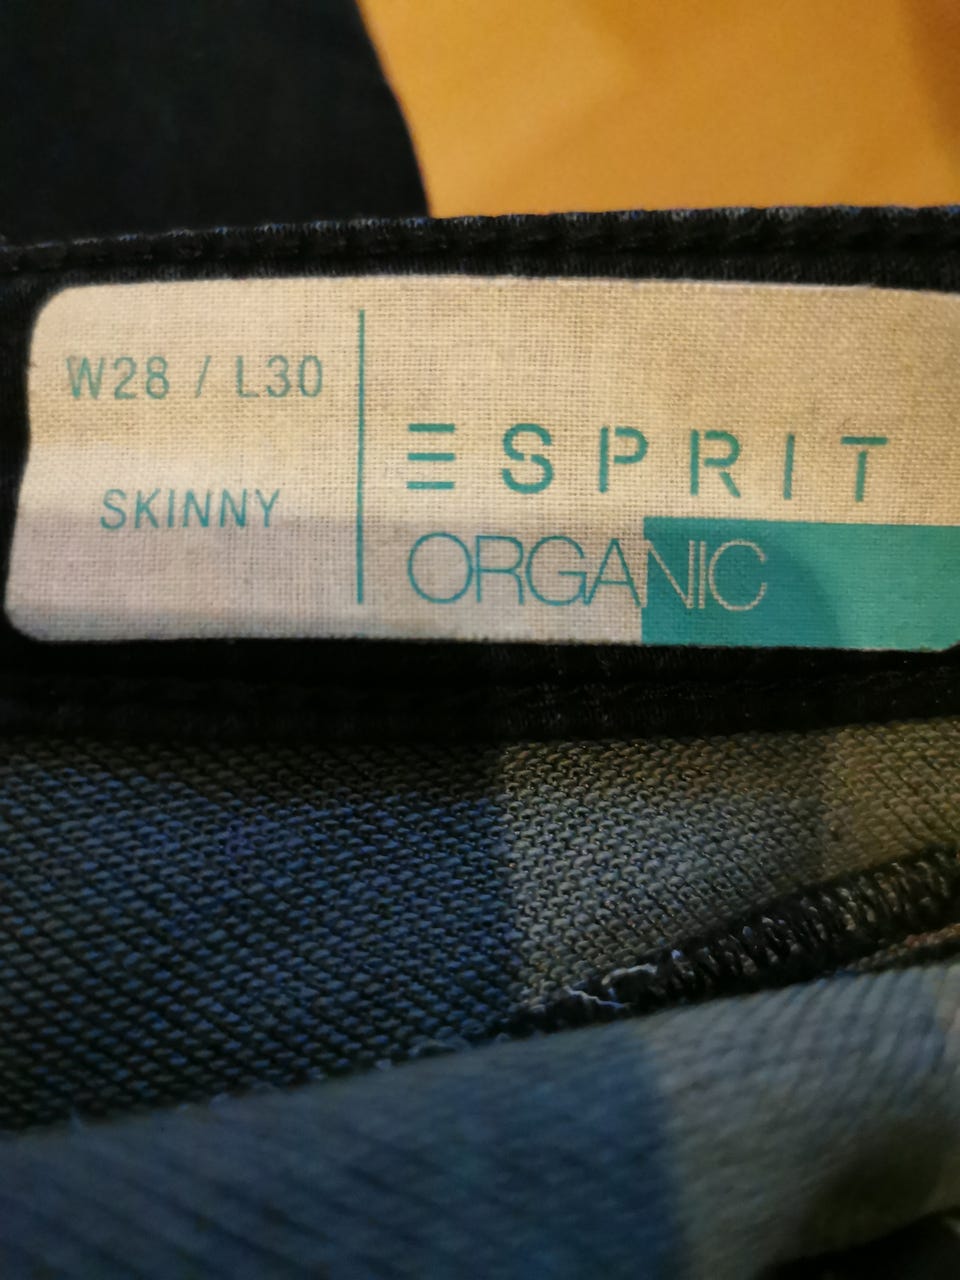 W28 / L30
SKINNY
ESPRIT
ORGANIC